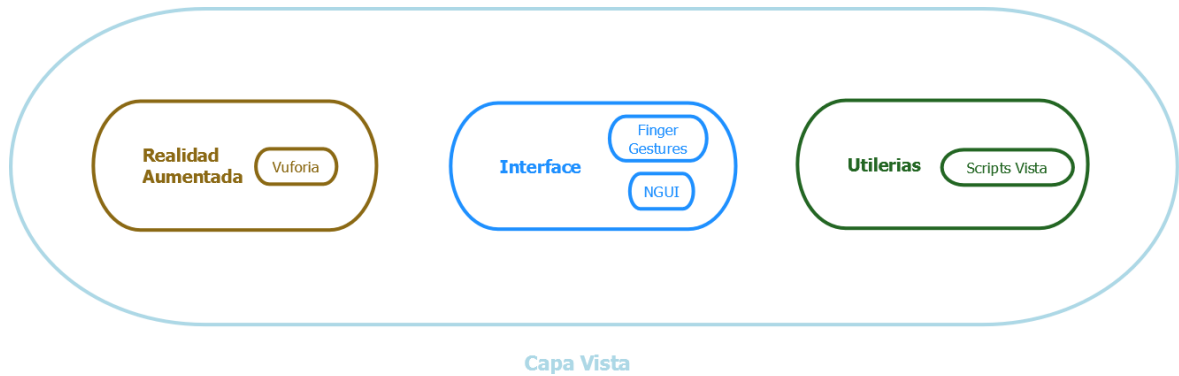 Realidad
Aumentada
Vuforia
Interface
Finger
Gestures
NGUI
Utilerias
Scripts Vista
Capa Vista